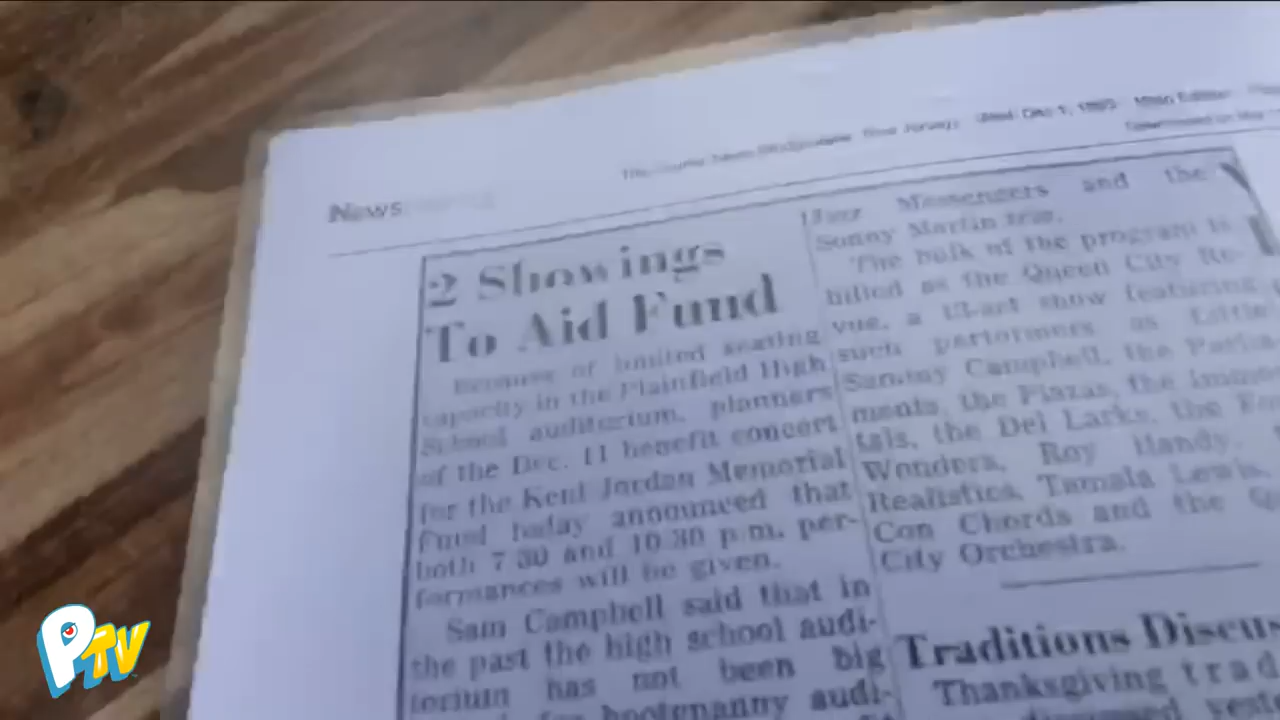 News
2 Showings
To Aid Fund
Because of limited seating
capacity in the Plainfield High
School auditorium, planners
of the Dec. 11 benefit concert
for the Kent Jordan Memorial
Fund today announced that
both 7:30 and 10:30 p.m. per-
formances will be given.
Sam Campbell said that in
the past the high school audi-
torium has not been big
hootenanny audi-
Messengers and the
Sonny Martin trio.
The bulk of the program is
billed as the Queen City Re-
vue, a 13-act show featuring
such performers as Little
Sammy Campbell, the
ments, the Plazas, the
tals, the Del Larks, the
Wonders, Roy Handy,
Realistics, Tamala Lewis,
Con Chords and the
City Orchestra.
Traditions Discus
Thanksgiving trad
PTV